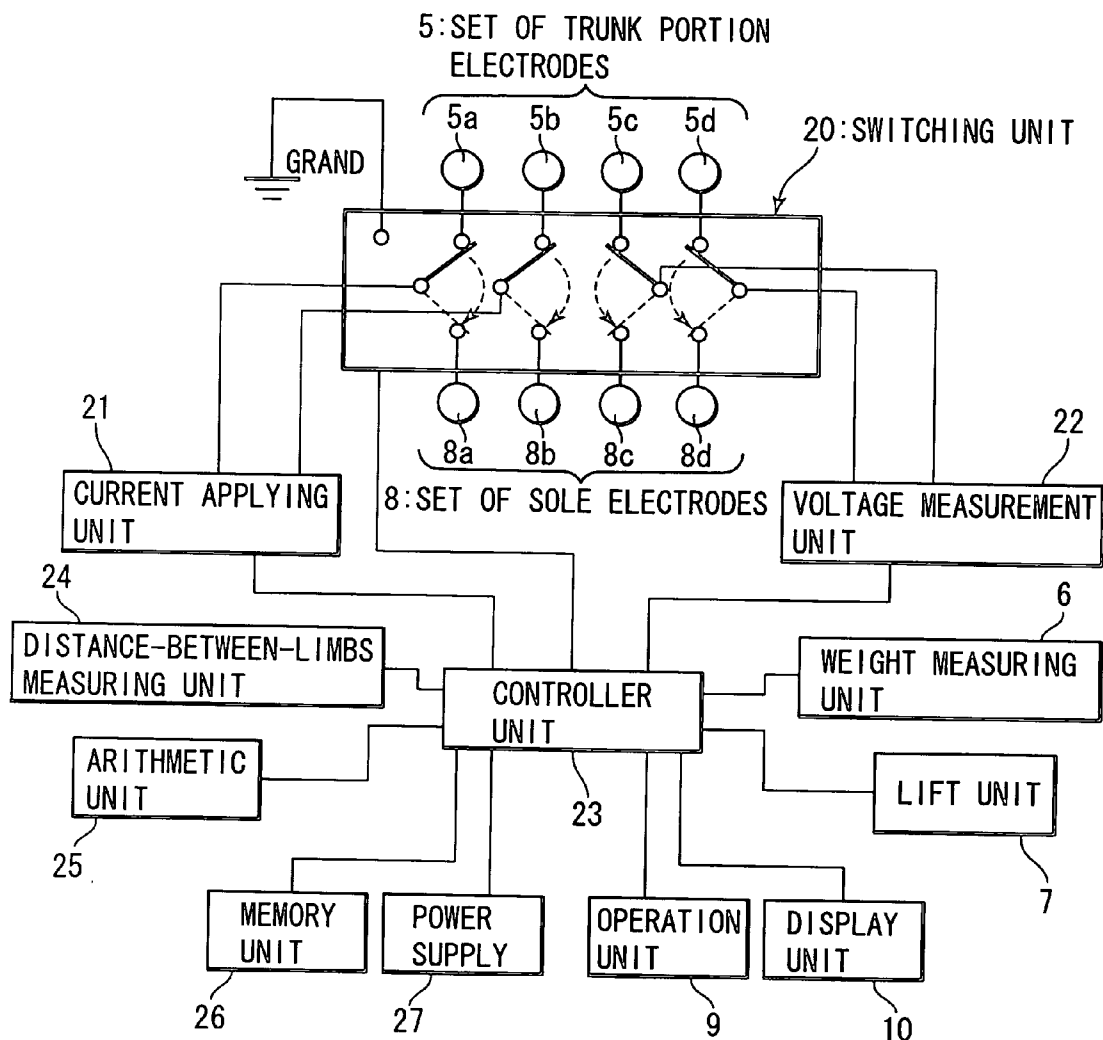 5:SET OF TRUNK PORTION
ELECTRODES
5a 5b 5c 5d
20:SWITCHING UNIT
GRAND
21
22
8a 8b 8c 8d
CURRENT APPLYING
UNIT
8:SET OF SOLE ELECTRODES
VOLTAGE MEASUREMENT
UNIT
24
6
DISTANCE-BETWEEN-LIMBS
MEASURING UNIT
CONTROLLER
UNIT
WEIGHT MEASURING
UNIT
23
ARITHMETIC
UNIT
25
LIFT UNIT
7
MEMORY
UNIT
26
POWER
SUPPLY
27
OPERATION
UNIT
9
DISPLAY
UNIT
10